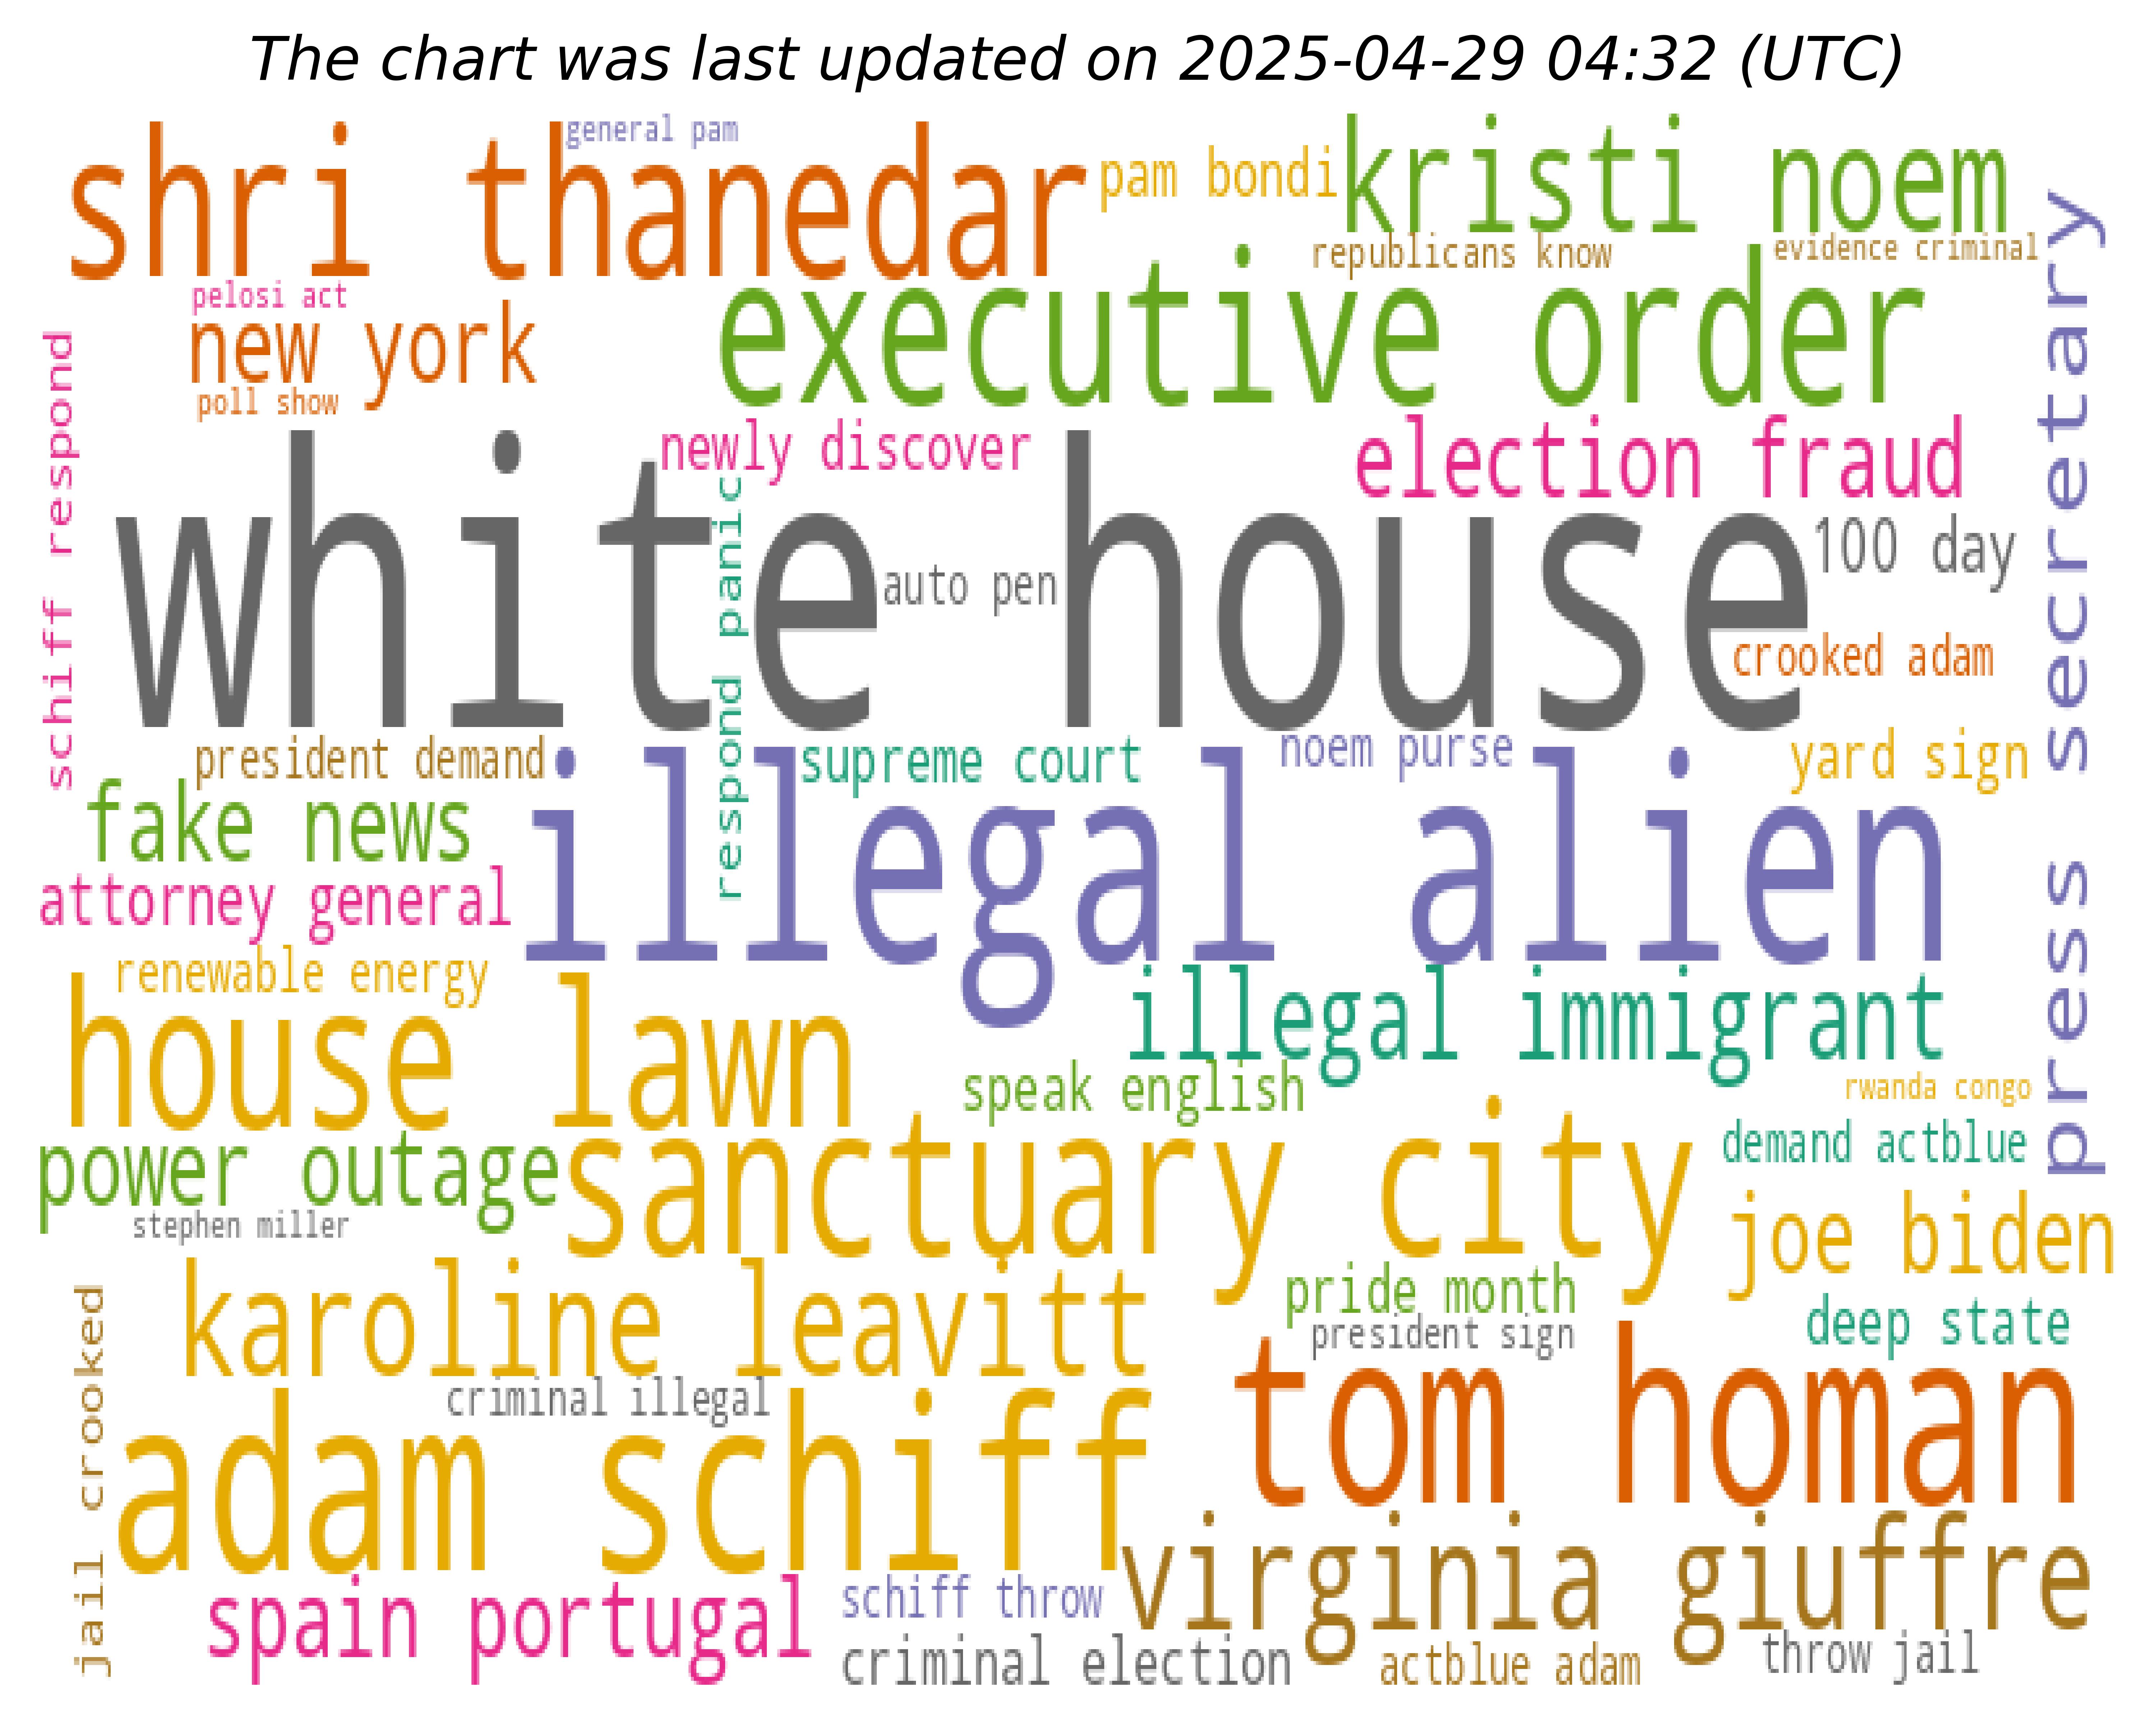 The chart was last updated on 2025-04-29 04:32 (UTC)
general pam
shri thanedar
pam bondi
kristi noem
republicans know
evidence criminal
press secretary
pelosi act
new york
poll show
executive order
schiff respond
newly discover
election fraud
white house
respond panic
auto pen
100 day
crooked adam
president demand
supreme court
noem purse
yard sign
fake news
illegal alien
attorney general
renewable energy
house lawn
illegal immigrant
speak english
rwanda congo
power outage
sanctuary city
demand actblue
stephen miller
joe biden
karoline leavitt
pride month
president sign
deep state
jail crooked
criminal illegal
tom homan
adam schiff
virginia giuffre
spain portugal
schiff throw
criminal election
actblue adam
throw jail